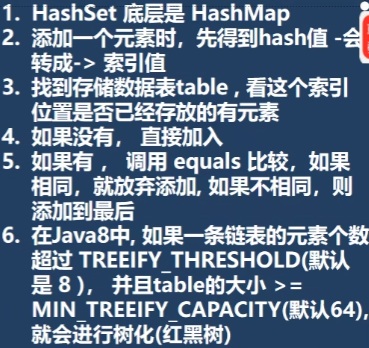 1. HashSet 底层是 HashMap
2. 添加一个元素时，先得到hash值 -会
转成-> 索引值
3. 找到存储数据表table , 看这个索引
位置是否已经存放的有元素
4. 如果没有， 直接加入
5. 如果有 ， 调用 equals 比较，如果
相同，就放弃添加, 如果不相同，则
添加到最后
6. 在Java8中, 如果一条链表的元素个数
超过 TREEIFY_THRESHOLD(默认
是 8 )， 并且table的大小 >=
MIN_TREEIFY_CAPACITY(默认64),
就会进行树化(红黑树)